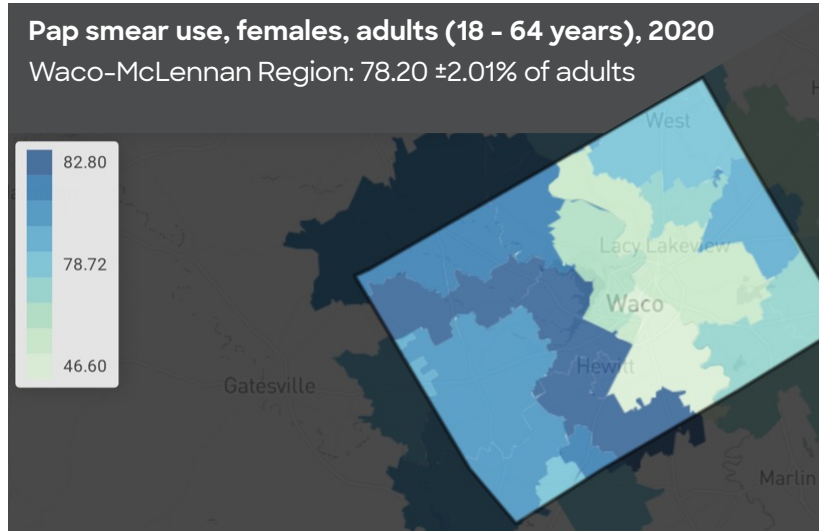 Pap smear use, females, adults (18 - 64 years), 2020
Waco-McLennan Region: 78.20 ±2.01% of adults
West
82.80
78.72
46.60
Lacy Lakeview
Waco
Hewitt
Gatesville
Marlin